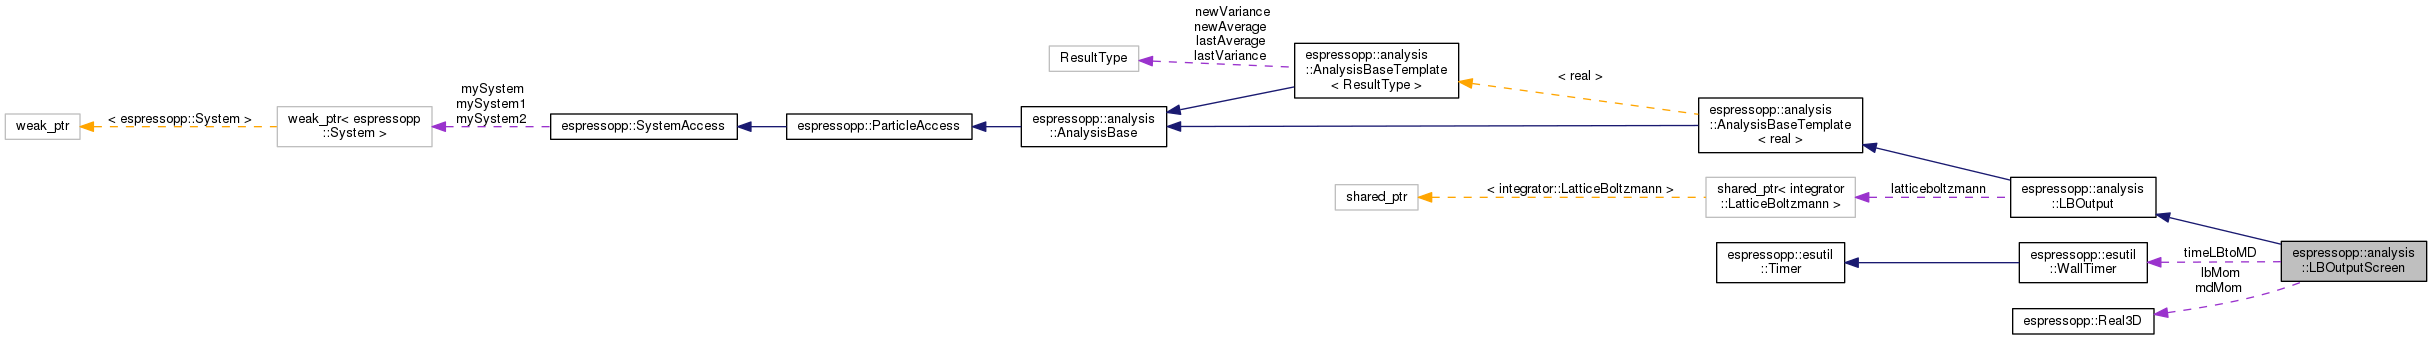 newVariance
newAverage
lastAverage
lastVariance
ResultType
espressopp::analysis
::AnalysisBaseTemplate
< ResultType >
< real >
mySystem
mySystem1
mySystem2
weak_ptr
< espressopp::System >
weak_ptr< espressopp
::System >
espressopp::SystemAccess
espressopp::ParticleAccess
espressopp::analysis
::AnalysisBase
espressopp::analysis
::AnalysisBaseTemplate
< real >
shared_ptr
< integrator::LatticeBoltzmann >
shared_ptr< integrator
::LatticeBoltzmann >
latticeboltzmann
espressopp::analysis
::LBOutput
espressopp::esutil
::Timer
espressopp::esutil
::WallTimer
timeLBtoMD
lbMom
mdMom
espressopp::analysis
::LBOutputScreen
espressopp::Real3D